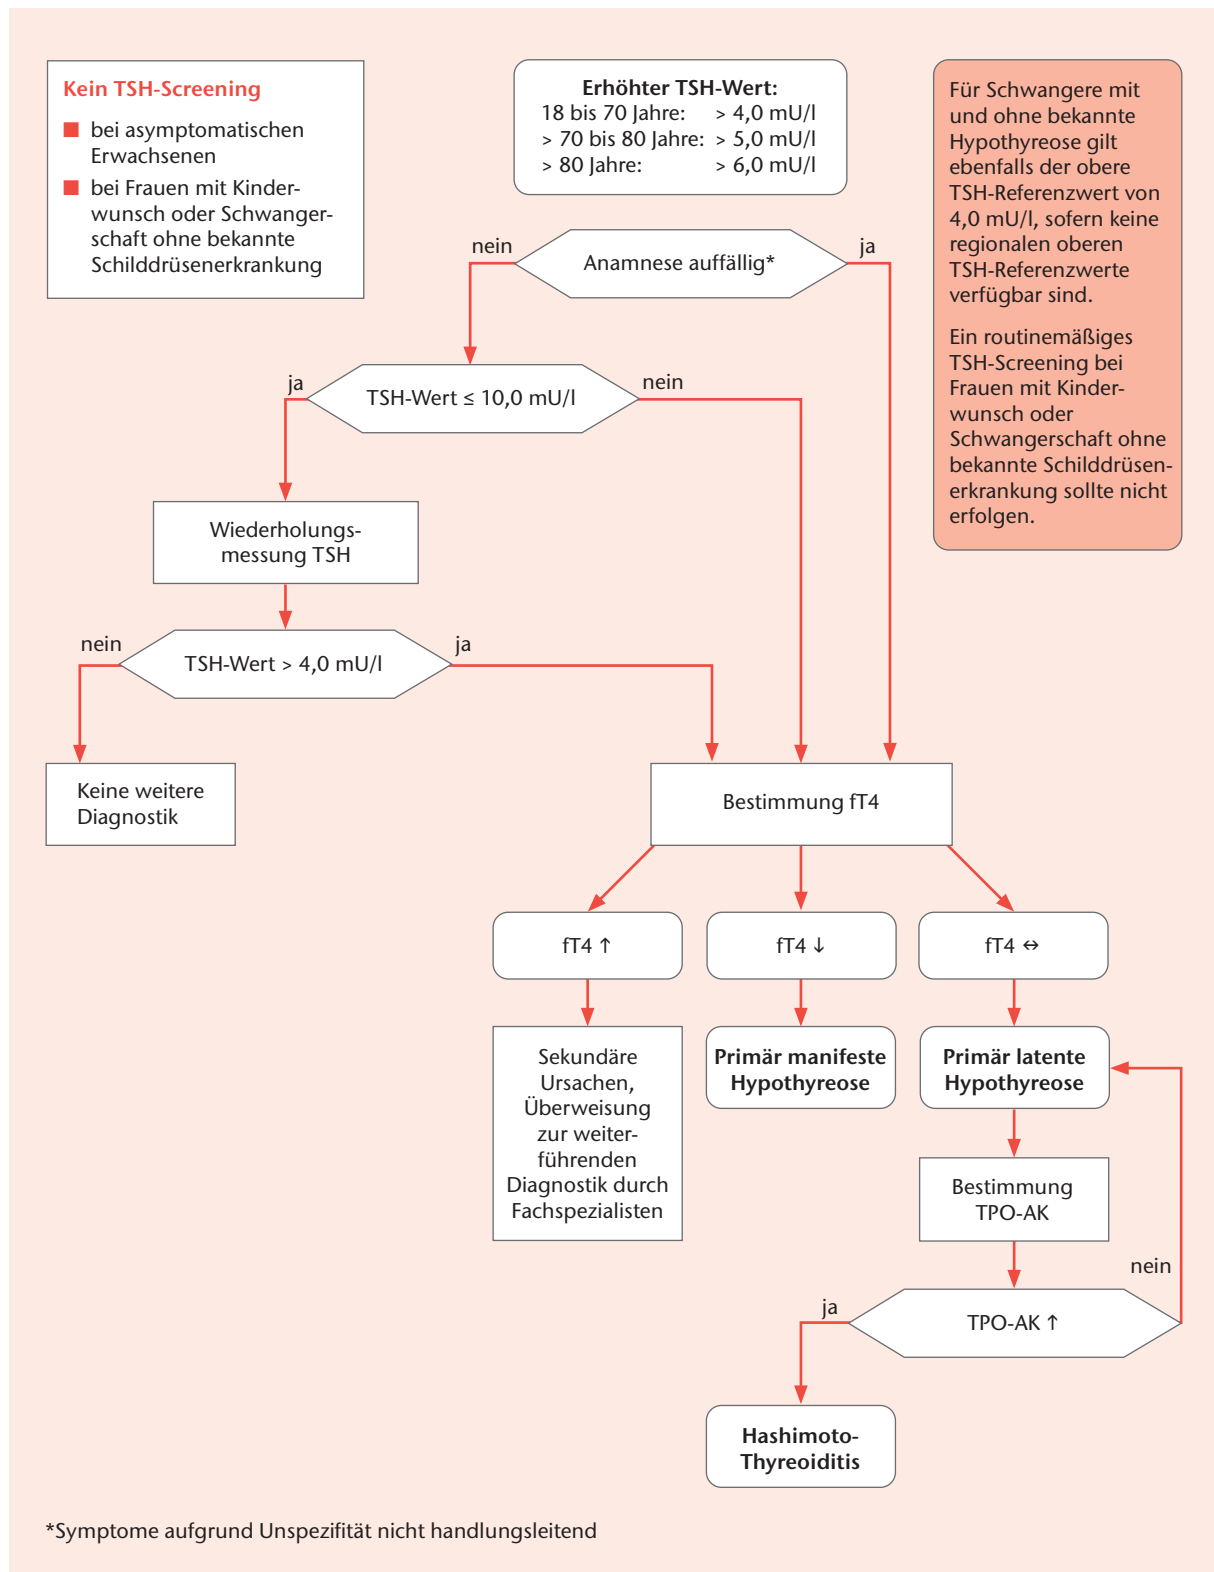 Kein TSH-Screening
■ bei asymptomatischen
Erwachsenen
■ bei Frauen mit Kinder-
wunsch oder Schwanger-
schaft ohne bekannte
Schilddrüsenerkrankung
Erhöhter TSH-Wert:
18 bis 70 Jahre: > 4,0 mU/l
> 70 bis 80 Jahre: > 5,0 mU/l
> 80 Jahre: > 6,0 mU/l
Für Schwangere mit
und ohne bekannte
Hypothyreose gilt
ebenfalls der obere
TSH-Referenzwert von
4,0 mU/l, sofern keine
regionalen oberen
TSH-Referenzwerte
verfügbar sind.
Ein routinemäßiges
TSH-Screening bei
Frauen mit Kinder-
wunsch oder
Schwangerschaft ohne
bekannte Schilddrüsen-
erkrankung sollte nicht
erfolgen.
nein
Anamnese auffällig*
ja
ja
TSH-Wert ≤ 10,0 mU/l
nein
Wiederholungs-
messung TSH
nein
TSH-Wert > 4,0 mU/l
ja
Keine weitere
Diagnostik
Bestimmung fT4
fT4 ↑
fT4 ↓
fT4 ↔
Sekundäre
Ursachen,
Überweisung
zur weiter-
führenden
Diagnostik durch
Fachspezialisten
Primär manifeste
Hypothyreose
Primär latente
Hypothyreose
Bestimmung
TPO-AK
nein
ja
TPO-AK ↑
Hashimoto-
Thyreoiditis
*Symptome aufgrund Unspezifität nicht handlungsleitend